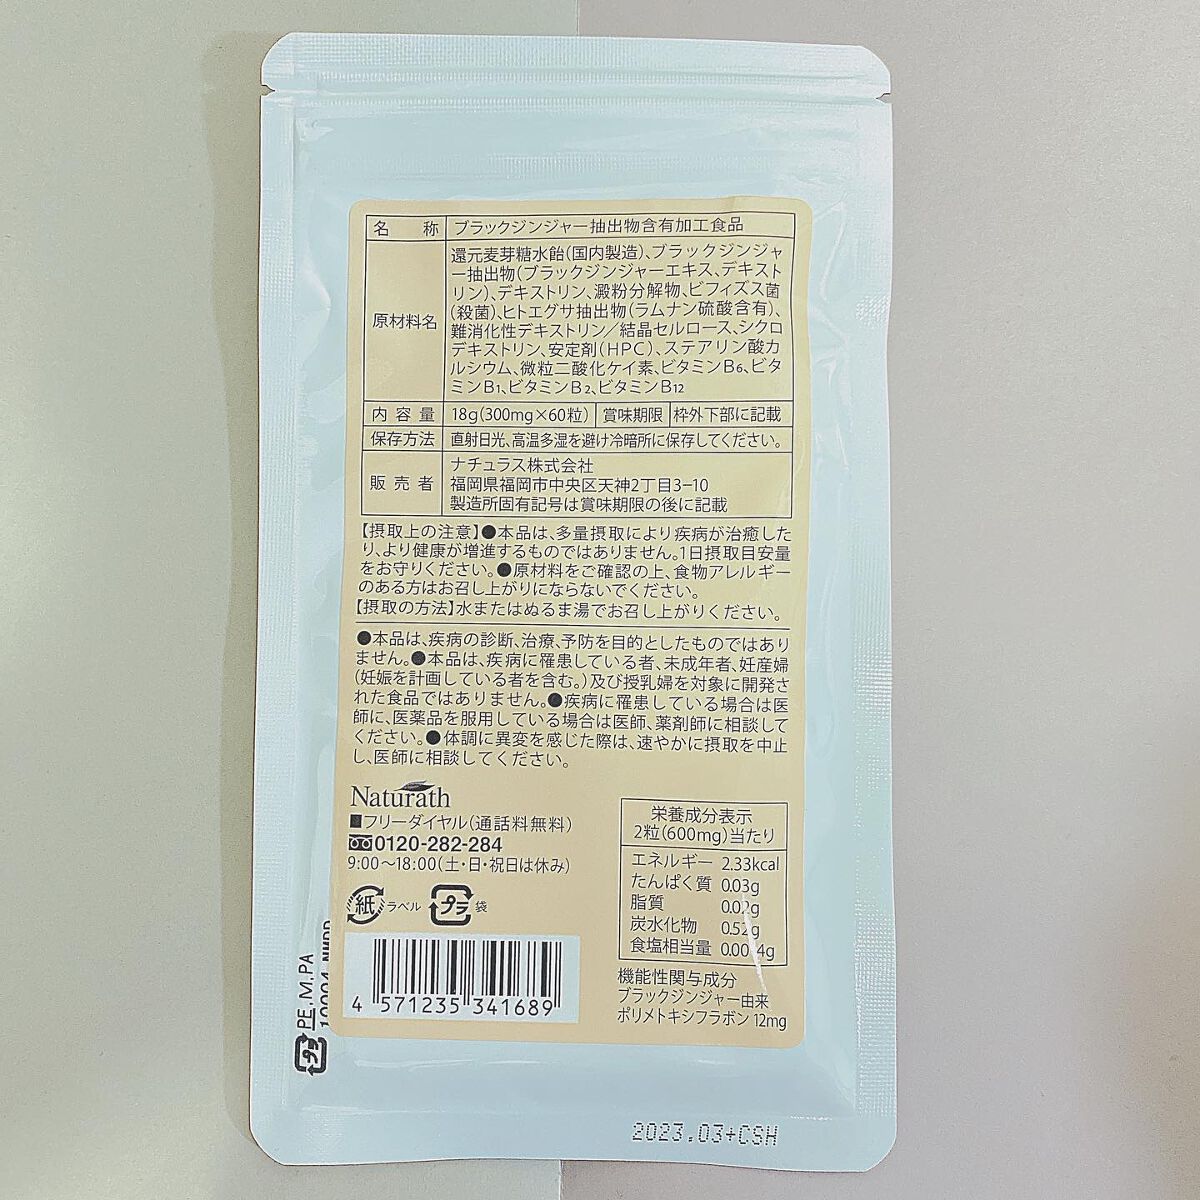 名称 ブラックジンジャー抽出物含有加工食品
原材料名 還元麦芽糖水飴(国内製造)、ブラックジンジャ
ー抽出物(ブラックジンジャーエキス、デキスト
リン)、デキストリン、澱粉分解物、ビフィズス菌
(殺菌)、ヒトエグサ抽出物(ラムナン硫酸含有)、
難消化性デキストリン/結晶セルロース、シクロ
デキストリン、安定剤(HPC)、ステアリン酸カ
ルシウム、微粒二酸化ケイ素、ビタミンB6、ビタ
ミンB1、ビタミンB2、ビタミンB12
内容量 18g(300mg×60粒) 賞味期限 枠外下部に記載
保存方法 直射日光、高温多湿を避け冷暗所に保存してください。
販売者 ナチュラス株式会社
福岡県福岡市中央区天神2丁目3−10
製造所固有記号は賞味期限の後に記載
【摂取上の注意】●本品は、多量摂取により疾病が治癒した
り、より健康が増進するものではありません。1日摂取目安量
をお守りください。●原材料をご確認の上、食物アレルギー
のある方はお召し上がりにならないでください。
【摂取の方法】水またはぬるま湯でお召し上がりください。
●本品は、疾病の診断、治療、予防を目的としたものではあり
ません。●本品は、疾病に罹患している者、未成年者、妊産婦
(妊娠を計画している者を含む。)及び授乳婦を対象に開発さ
れた食品ではありません。●疾病に罹患している場合は医
師に、医薬品を服用している場合は医師、薬剤師に相談して
ください。●体調に異変を感じた際は、速やかに摂取を中止
し、医師に相談してください。
Naturath
■フリーダイヤル(通話料無料)
0120-282-284
9:00〜18:00(土・日・祝日は休み)
紙 ラベル プラ 袋
4 571235 341689
栄養成分表示
2粒(600mg)当たり
エネルギー 2.33kcal
たんぱく質 0.03g
脂質 0.02g
炭水化物 0.52g
食塩相当量
機能性関与成分
ブラックジンジャー由来
ポリメトキシフラボン 12mg
プラ PE,M,PA
2023.03+CSH